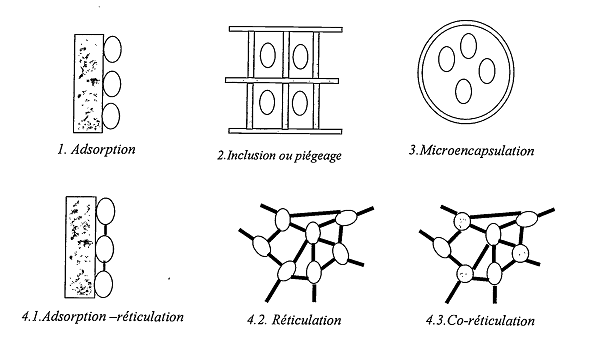 1. Adsorption
2.Inclusion ou piégeage
3.Microencapsulation
4.1.Adsorption –réticulation
4.2. Réticulation
4.3.Co-réticulation